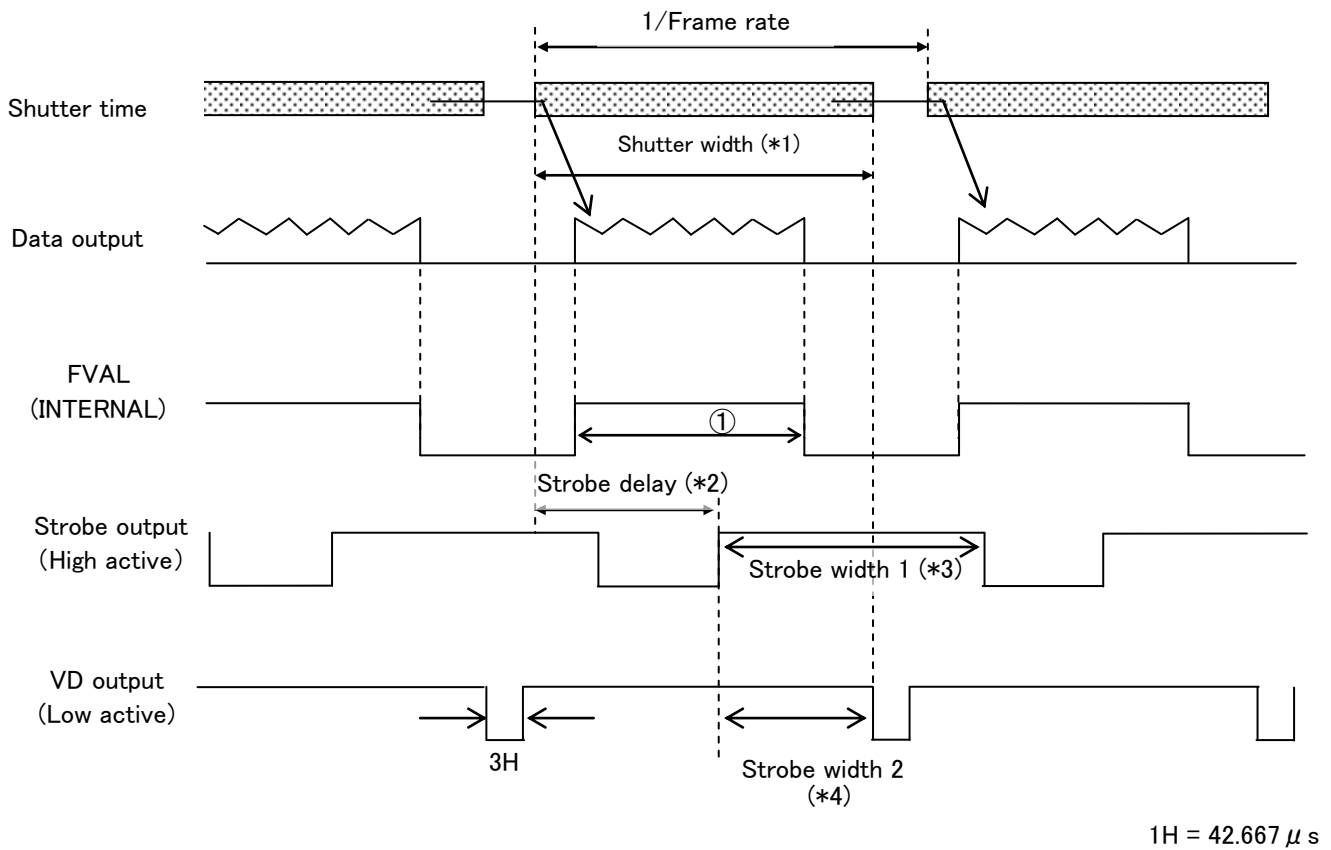 1/Frame rate
Shutter time
Shutter width (*1)
Data output
FVAL
(INTERNAL)
①
Strobe delay (*2)
Strobe output
(High active)
Strobe width 1 (*3)
VD output
(Low active)
3H
Strobe width 2
(*4)
1H = 42.667 μs